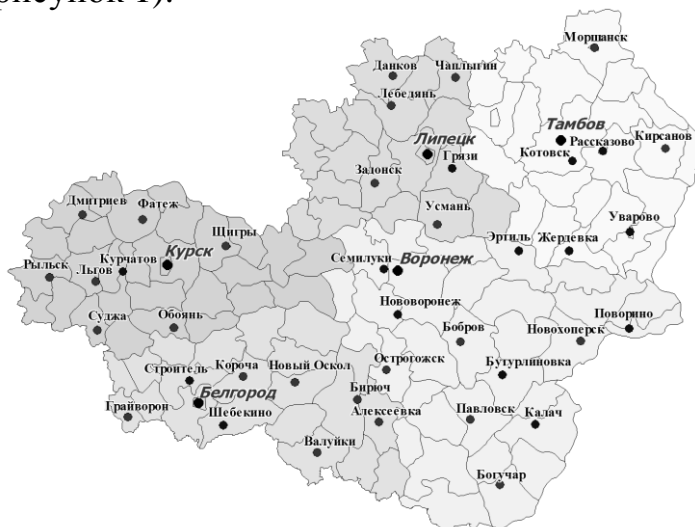 рисунок 1).
Моршанск
Данков
Чаплыгин
Лебедянь
Тамбов
Липецк
Рассказово
Кирсанов
Котовск
Грязи
Задонск
Дмитриев
Фатеж
Усмань
Уварово
Щигры
Эртиль
Жердевка
Курск
Курчатов
Семилуки
Воронеж
Рыльск
Льгов
Нововоронеж
Суджа
Обоянь
Бобров
Новохоперск
Поворино
Острогожск
Строитель
Короча
Новый Оскол
Бутурлиновка
Бирюч
Белгород
Грайворон
Шебекино
Алексеевка
Павловск
Калач
Валуйки
Богучар